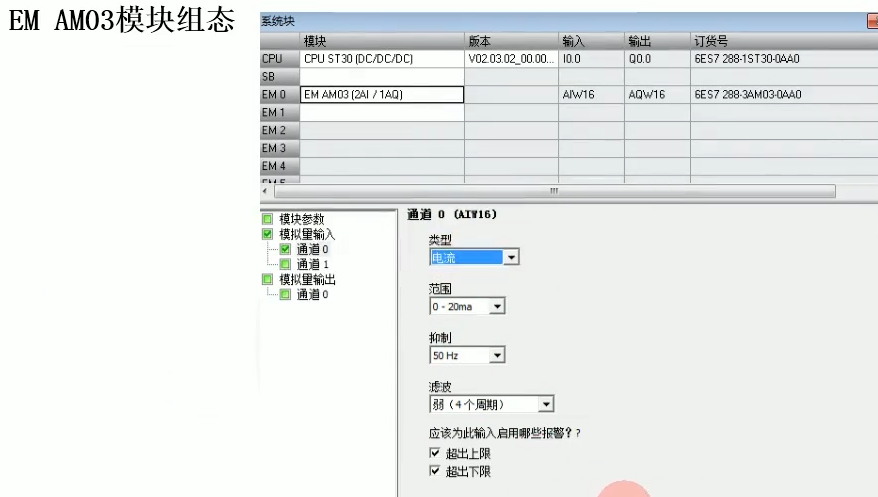 EM AM03模块组态
系统块
模块 版本 输入 输出 订货号
CPU CPU ST30 (DC/DC/DC) V02.03.02_00.00... I0.0 Q0.0 6ES7 288-1ST30-0AA0
SB
EM 0 EM AM03 (2AI / 1AQ) AIW16 AQW16 6ES7 288-3AM03-0AA0
EM 1
EM 2
EM 3
EM 4
模块参数
模拟量输入
通道 0
通道 1
模拟量输出
通道 0
通道 0 (AIW16)
类型
电流
范围
0 - 20ma
抑制
50 Hz
滤波
弱（4 个周期）
应该为此输入启用哪些报警？?
超出上限
超出下限